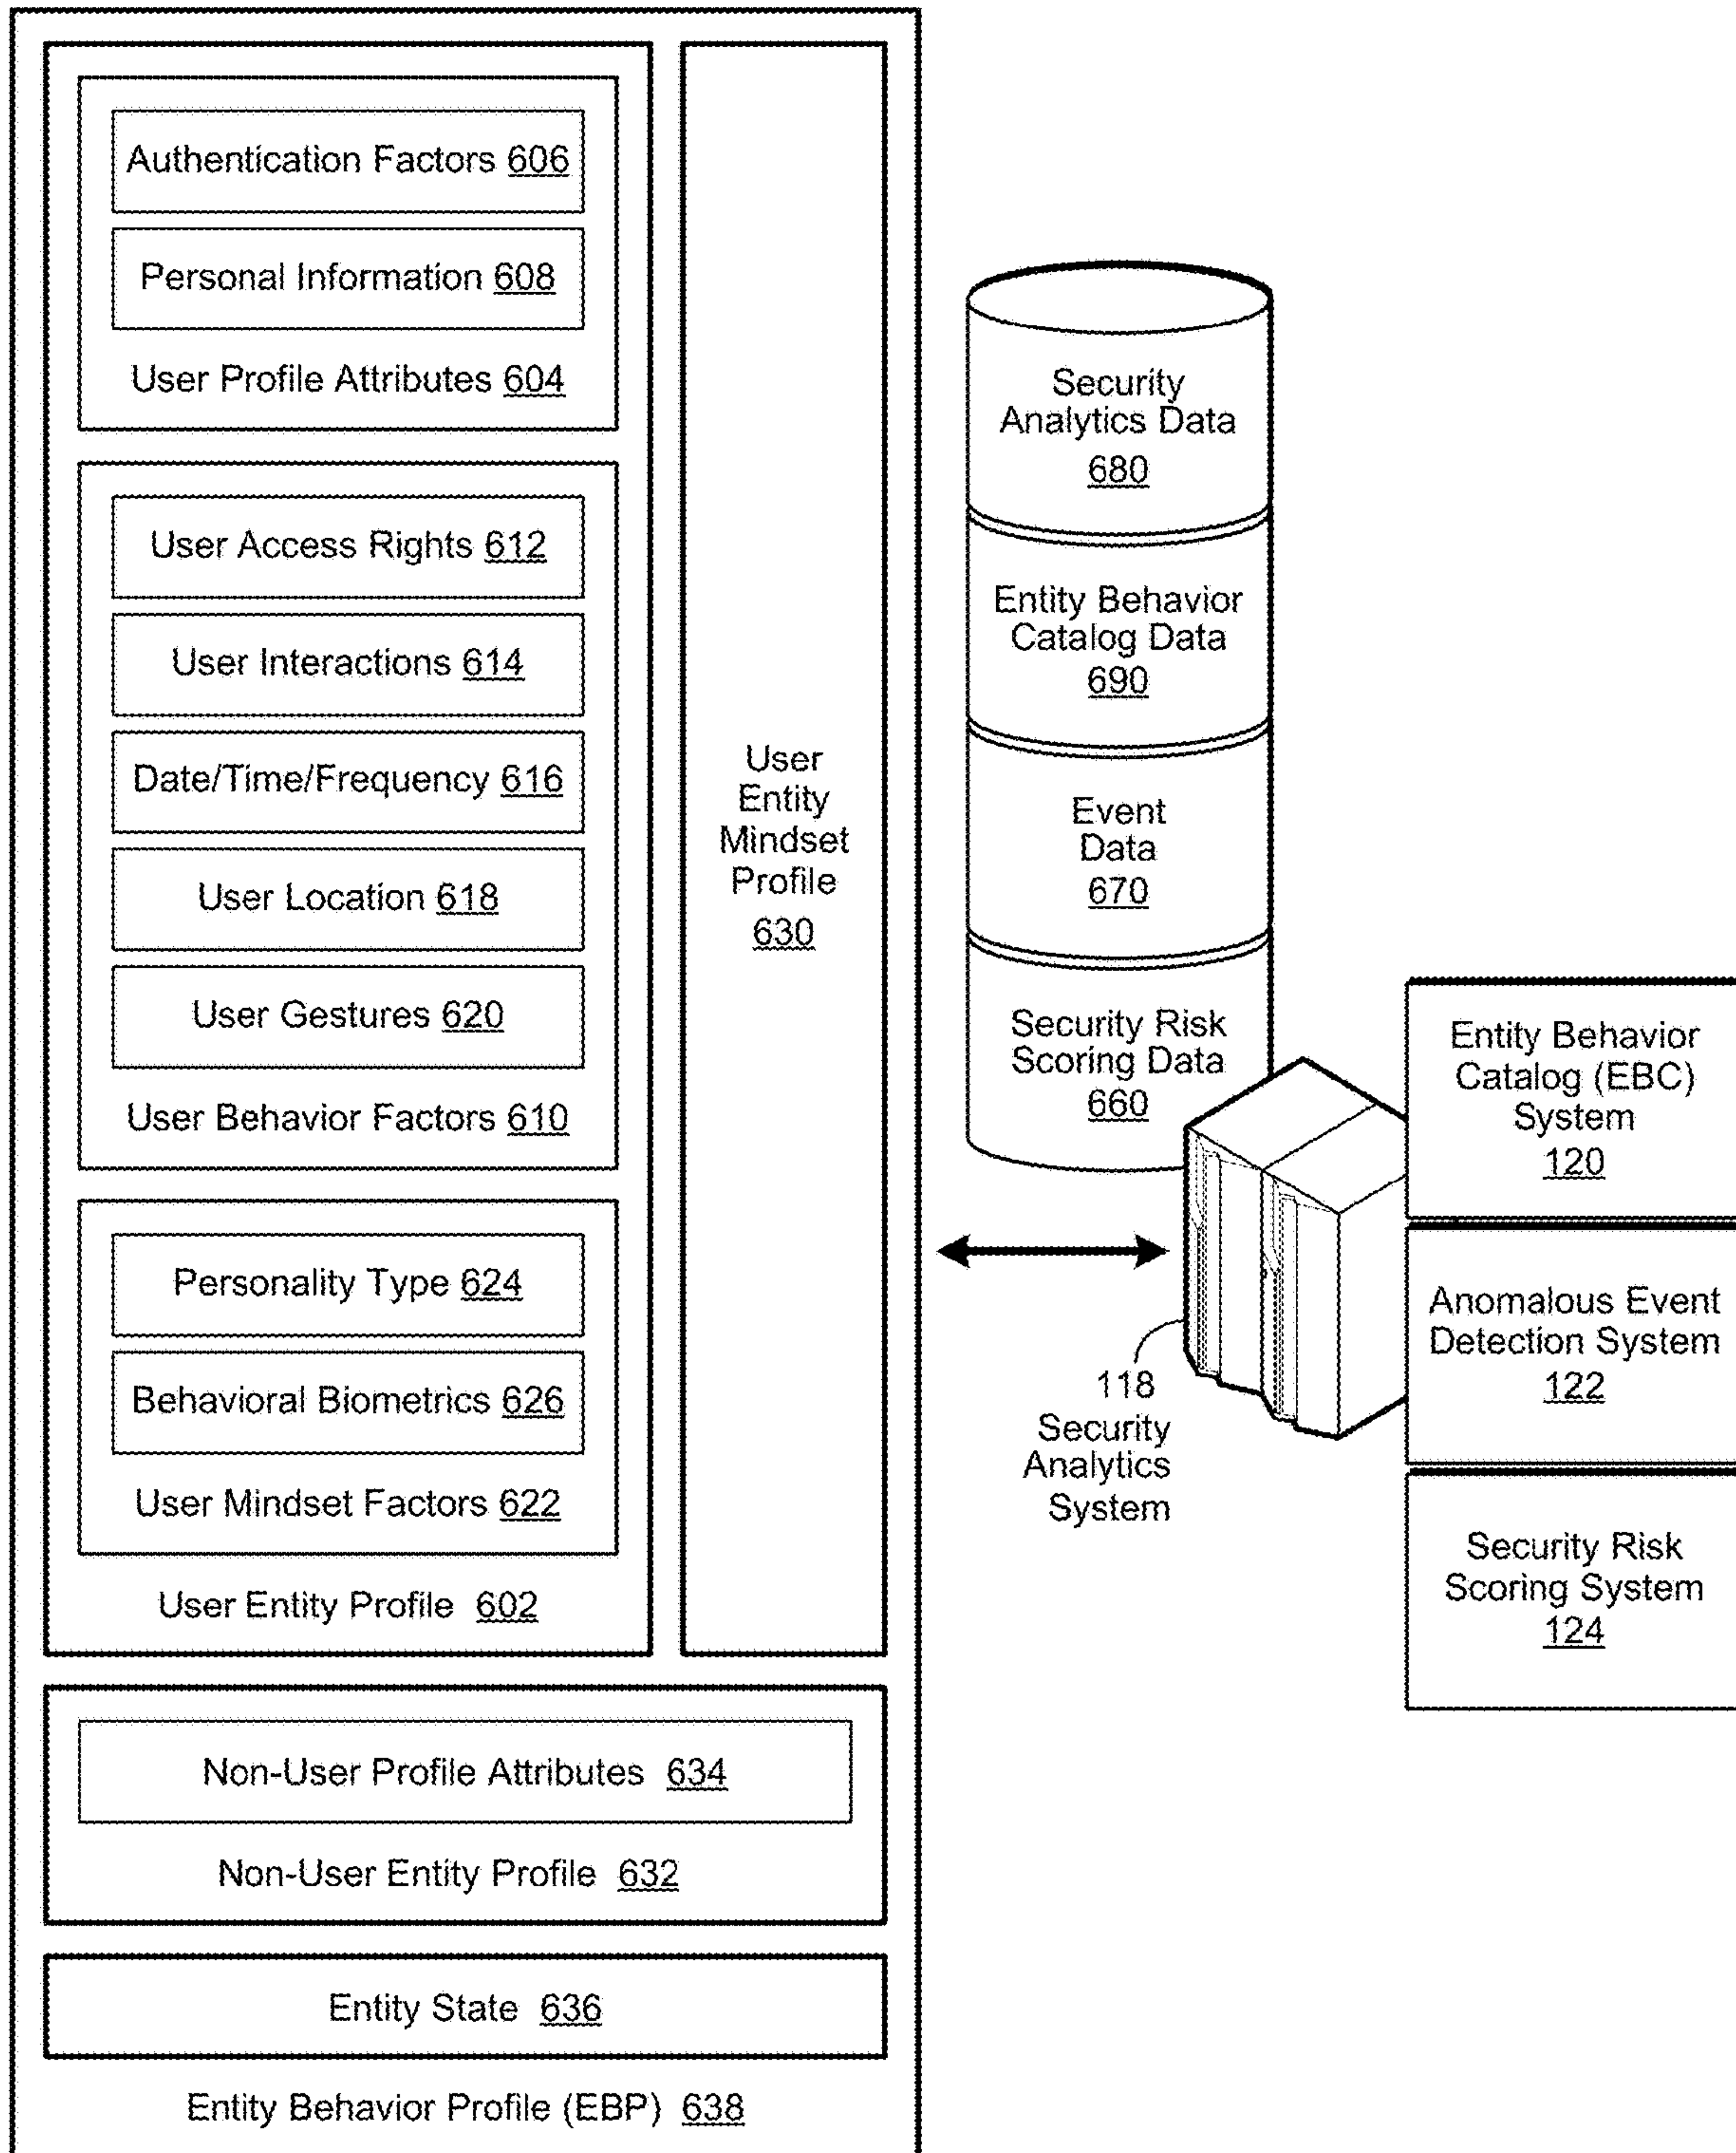 Authentication Factors 606
Personal Information 608
User Profile Attributes 604
User Access Rights 612
User Interactions 614
Date/Time/Frequency 616
User Location 618
User Gestures 620
User Behavior Factors 610
Personality Type 624
Behavioral Biometrics 626
User Mindset Factors 622
User Entity Profile 602
User
Entity
Mindset
Profile
630
Non-User Profile Attributes 634
Non-User Entity Profile 632
Entity State 636
Entity Behavior Profile (EBP) 638
Security
Analytics Data
680
Entity Behavior
Catalog Data
690
Event
Data
670
Security Risk
Scoring Data
660
118
Security
Analytics
System
Entity Behavior
Catalog (EBC)
System
120
Anomalous Event
Detection System
122
Security Risk
Scoring System
124